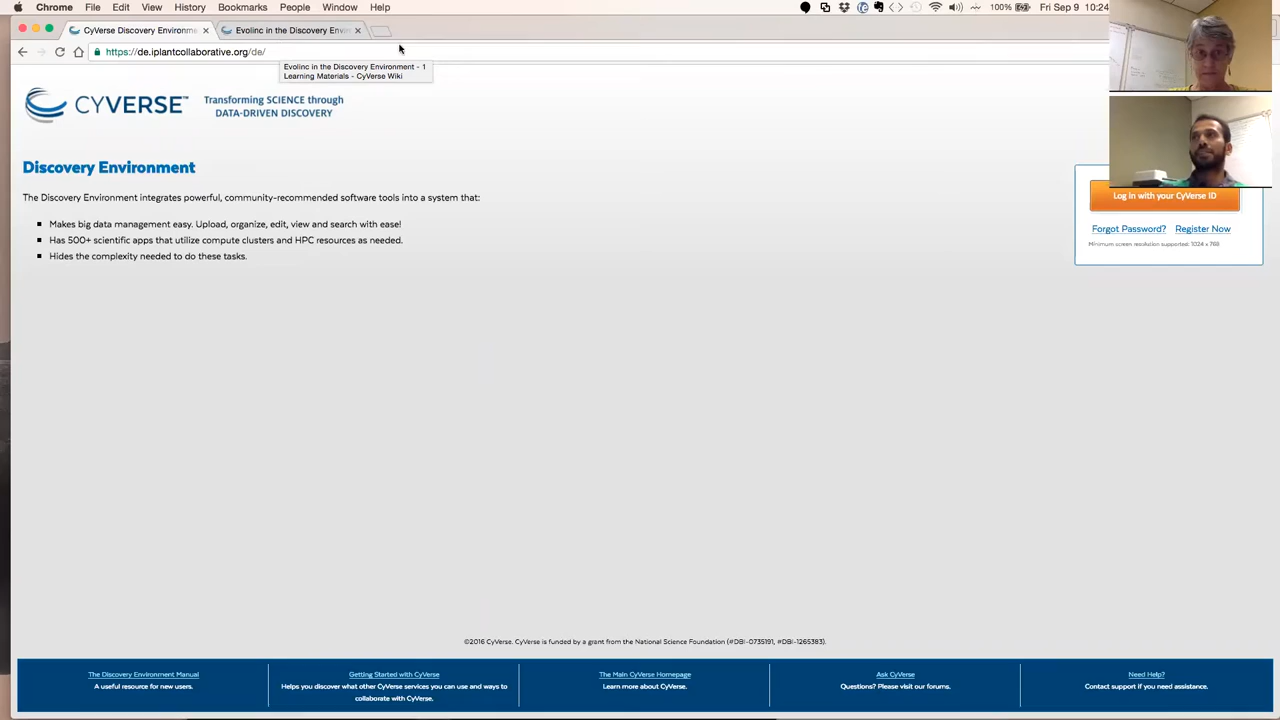 Chrome File Edit View History Bookmarks People Window Help
100% Fri Sep 9 10:24
CyVerse Discovery Environme
Evolinc in the Discovery Envi
https://de.iplantcollaborative.org/de/
Evolinc in the Discovery Environment - 1
Learning Materials - CyVerse Wiki
CYVERSE™
Transforming SCIENCE through
DATA-DRIVEN DISCOVERY
Discovery Environment
The Discovery Environment integrates powerful, community-recommended software tools into a system that:
Makes big data management easy. Upload, organize, edit, view and search with ease!
Has 500+ scientific apps that utilize compute clusters and HPC resources as needed.
Hides the complexity needed to do these tasks.
Log in with your CyVerse ID
Forgot Password? Register Now
Minimum screen resolution supported: 1024 x 768
©2016 CyVerse. CyVerse is funded by a grant from the National Science Foundation (#DBI-0735191, #DBI-1265383).
The Discovery Environment Manual
A useful resource for new users.
Getting Started with CyVerse
Helps you discover what other CyVerse services you can use and ways to
collaborate with CyVerse.
The Main CyVerse Homepage
Learn more about CyVerse.
Ask CyVerse
Questions? Please visit our forums.
Need Help?
Contact support if you need assistance.